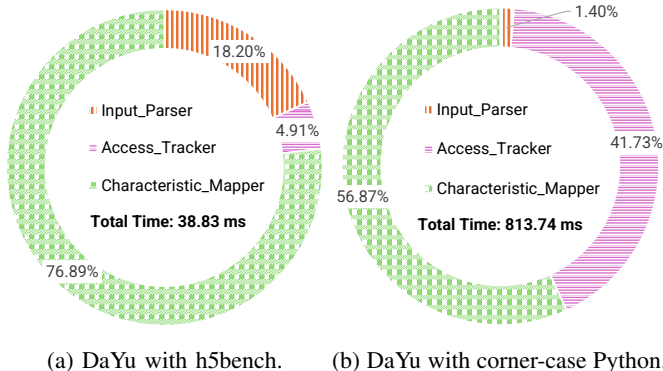 18.20%
Input_Parser
4.91%
Access_Tracker
Characteristic_Mapper
Total Time: 38.83 ms
76.89%
(a) DaYu with h5bench.
1.40%
Input_Parser
Access_Tracker
41.73%
Characteristic_Mapper
56.87%
Total Time: 813.74 ms
(b) DaYu with corner-case Python